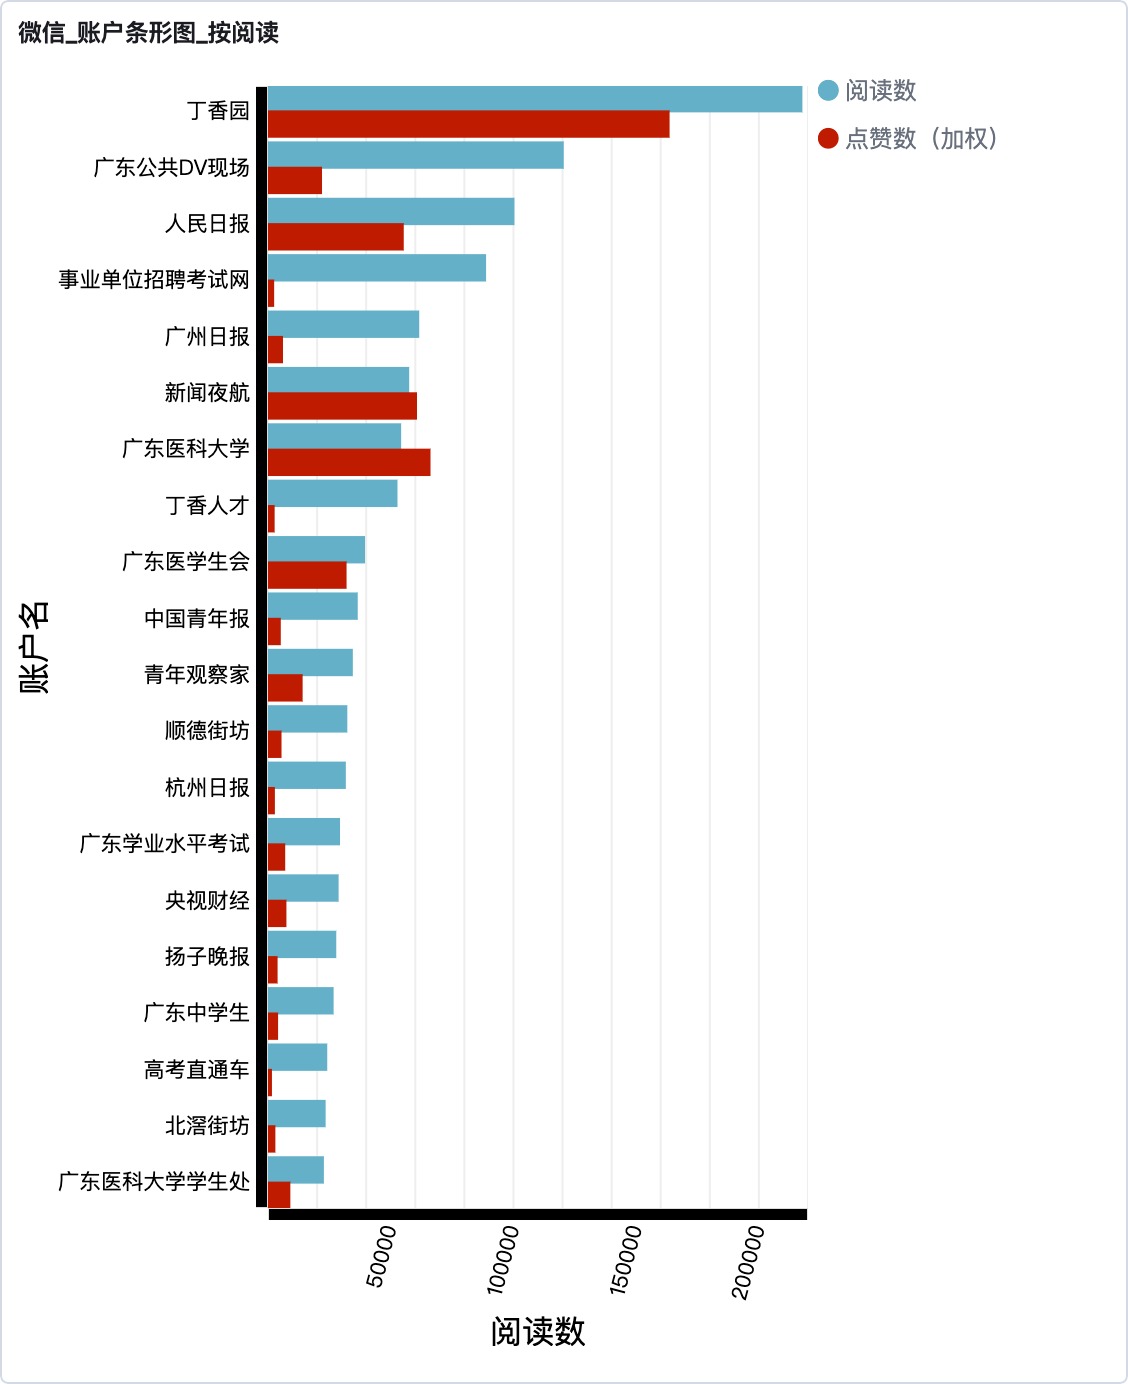 微信_账户条形图_按阅读
阅读数
点赞数（加权）
丁香园
广东公共DV现场
人民日报
事业单位招聘考试网
广州日报
新闻夜航
广东医科大学
丁香人才
广东医学生会
中国青年报
青年观察家
顺德街坊
杭州日报
广东学业水平考试
央视财经
扬子晚报
广东中学生
高考直通车
北滘街坊
广东医科大学学生处
账户名
50000
100000
150000
200000
阅读数